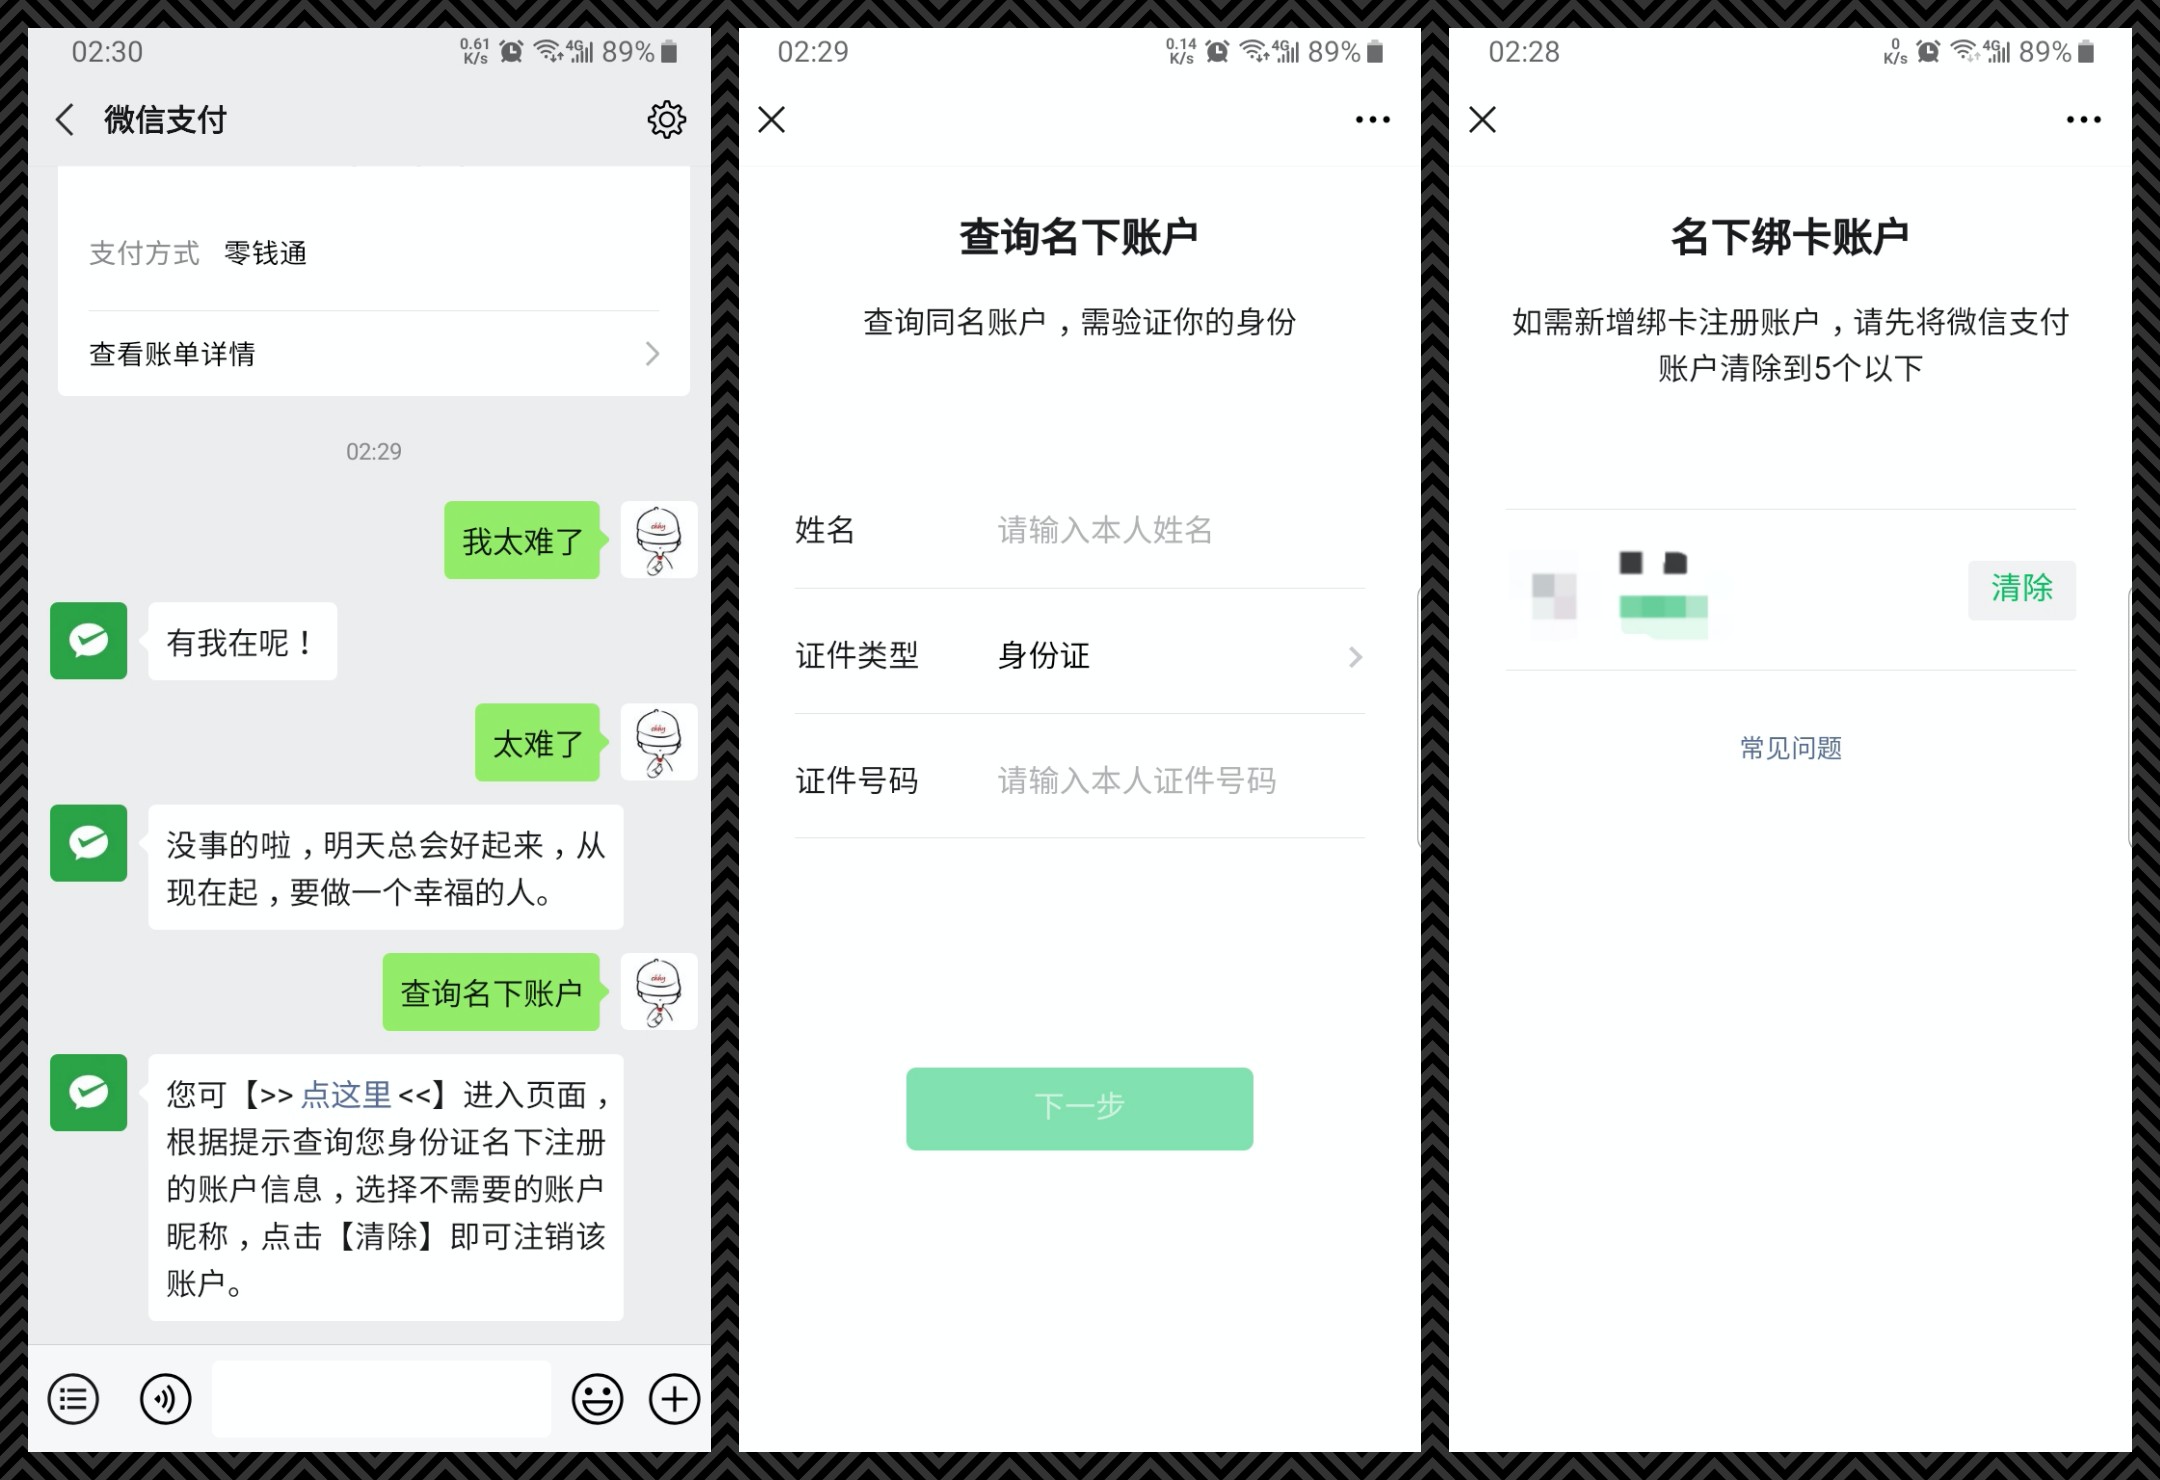 02:30
0.61
K/s
4G
89%
微信支付
支付方式 零钱通
查看账单详情
02:29
我太难了
有我在呢！
太难了
没事的啦，明天总会好起来，从
现在起，要做一个幸福的人。
查询名下账户
您可【>> 点这里 <<】进入页面，
根据提示查询您身份证名下注册
的账户信息，选择不需要的账户
昵称，点击【清除】即可注销该
账户。
02:29
0.14
K/s
4G
89%
查询名下账户
查询同名账户，需验证你的身份
姓名 请输入本人姓名
证件类型 身份证
证件号码 请输入本人证件号码
下一步
02:28
0
K/s
4G
89%
名下绑卡账户
如需新增绑卡注册账户，请先将微信支付
账户清除到5个以下
清除
常见问题